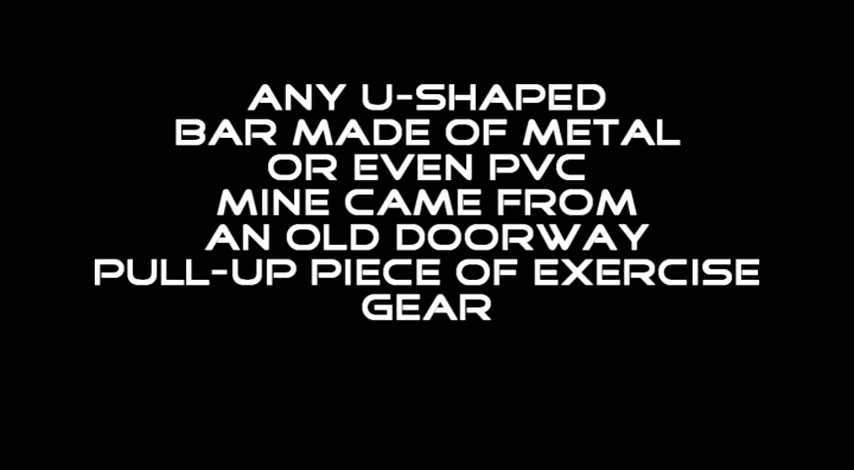 ANY U-SHAPED
BAR MADE OF METAL
OR EVEN PVC
MINE CAME FROM
AN OLD DOORWAY
PULL-UP PIECE OF EXERCISE
GEAR